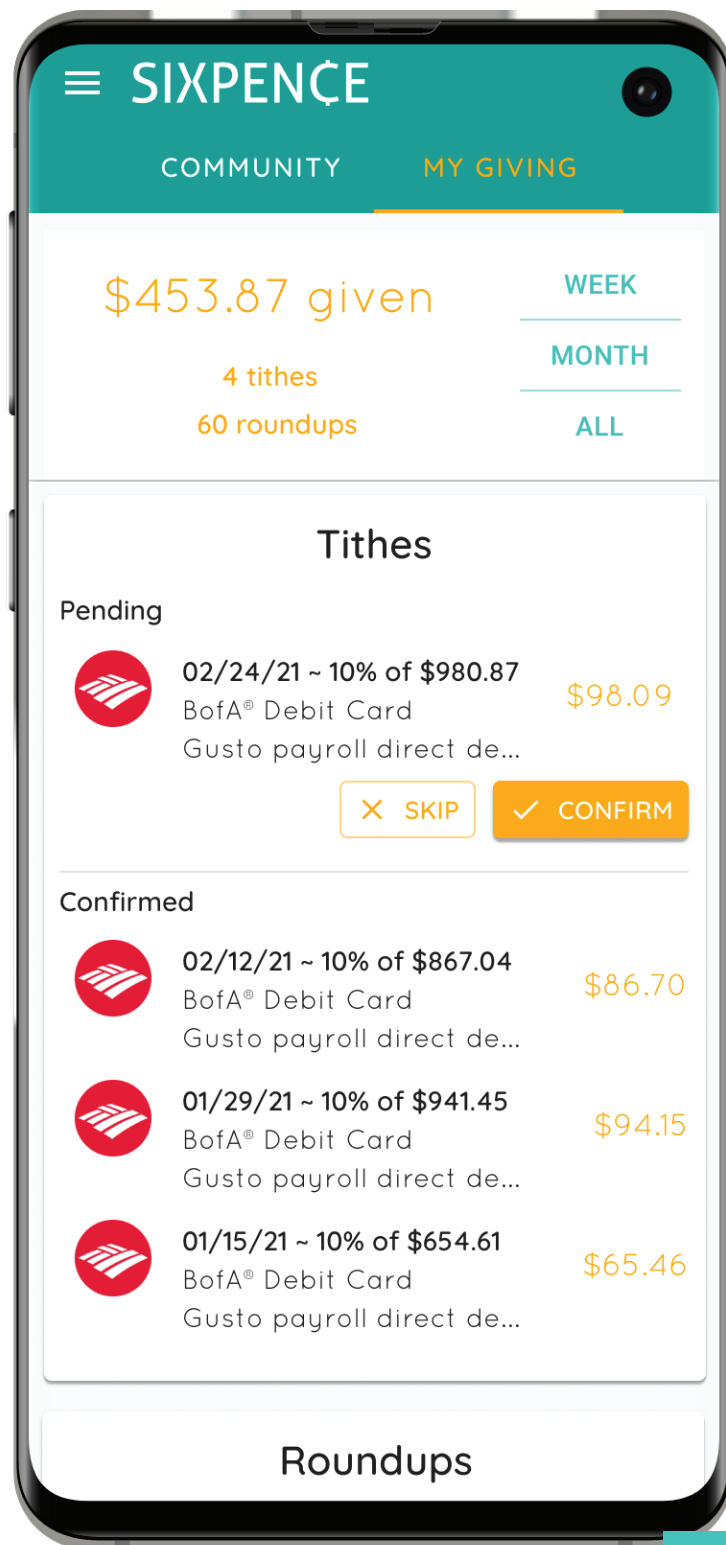 SIXPEN₵E
COMMUNITY
MY GIVING
$453.87 given
4 tithes
60 roundups
WEEK
MONTH
ALL
Tithes
Pending
02/24/21 ~ 10% of $980.87
BofA® Debit Card
Gusto payroll direct de...
$98.09
SKIP
CONFIRM
Confirmed
02/12/21 ~ 10% of $867.04
BofA® Debit Card
Gusto payroll direct de...
$86.70
01/29/21 ~ 10% of $941.45
BofA® Debit Card
Gusto payroll direct de...
$94.15
01/15/21 ~ 10% of $654.61
BofA® Debit Card
Gusto payroll direct de...
$65.46
Roundups